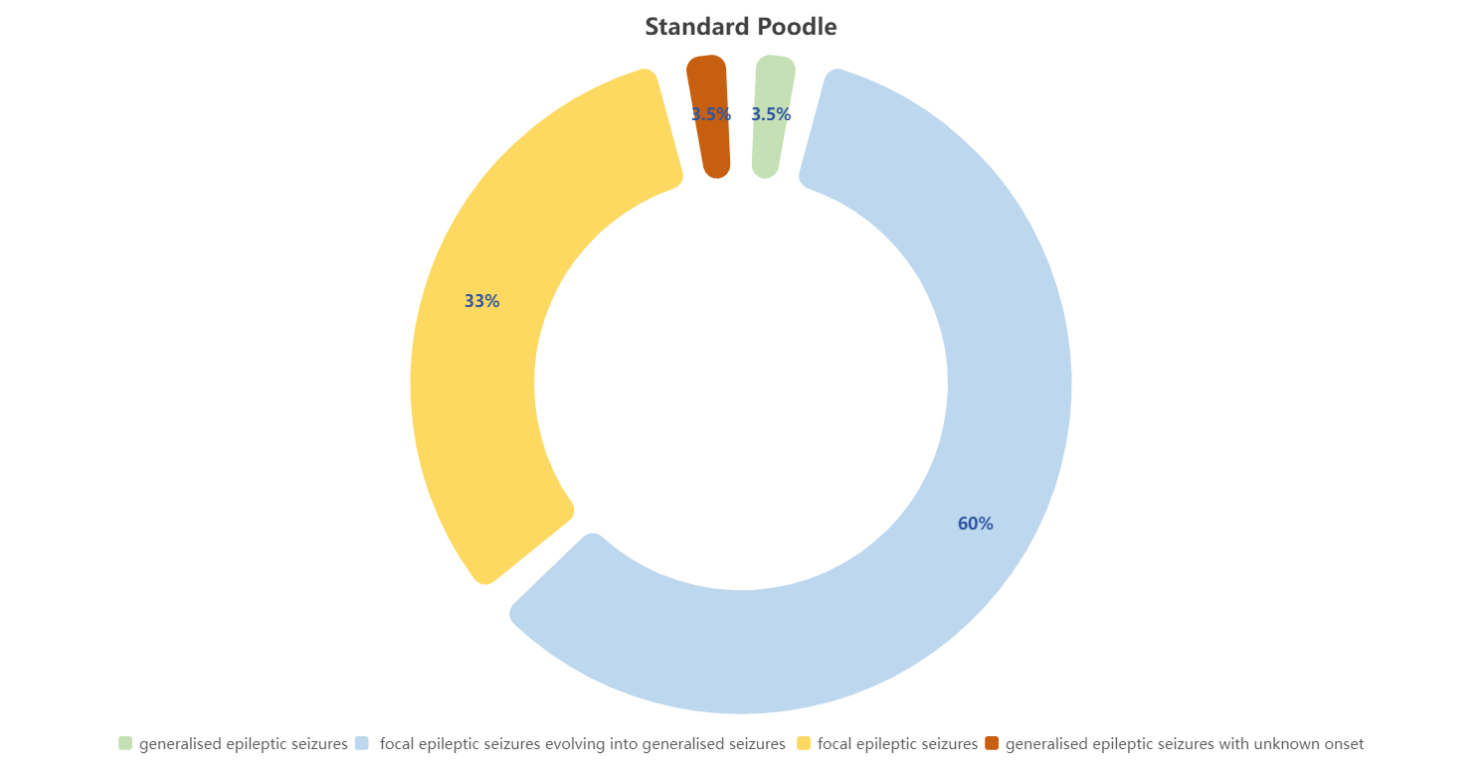 Standard Poodle
3.5% 3.5%
33%
60%
generalised epileptic seizures focal epileptic seizures evolving into generalised seizures focal epileptic seizures generalised epileptic seizures with unknown onset